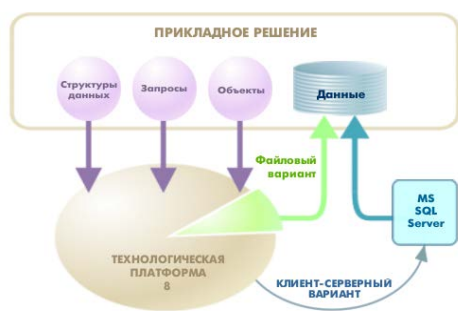 ПРИКЛАДНОЕ РЕШЕНИЕ
Структуры
данных
Запросы
Объекты
Данные
Файловый
вариант
MS
SQL
Server
ТЕХНОЛОГИЧЕСКАЯ
ПЛАТФОРМА
8
КЛИЕНТ-СЕРВЕРНЫЙ
ВАРИАНТ